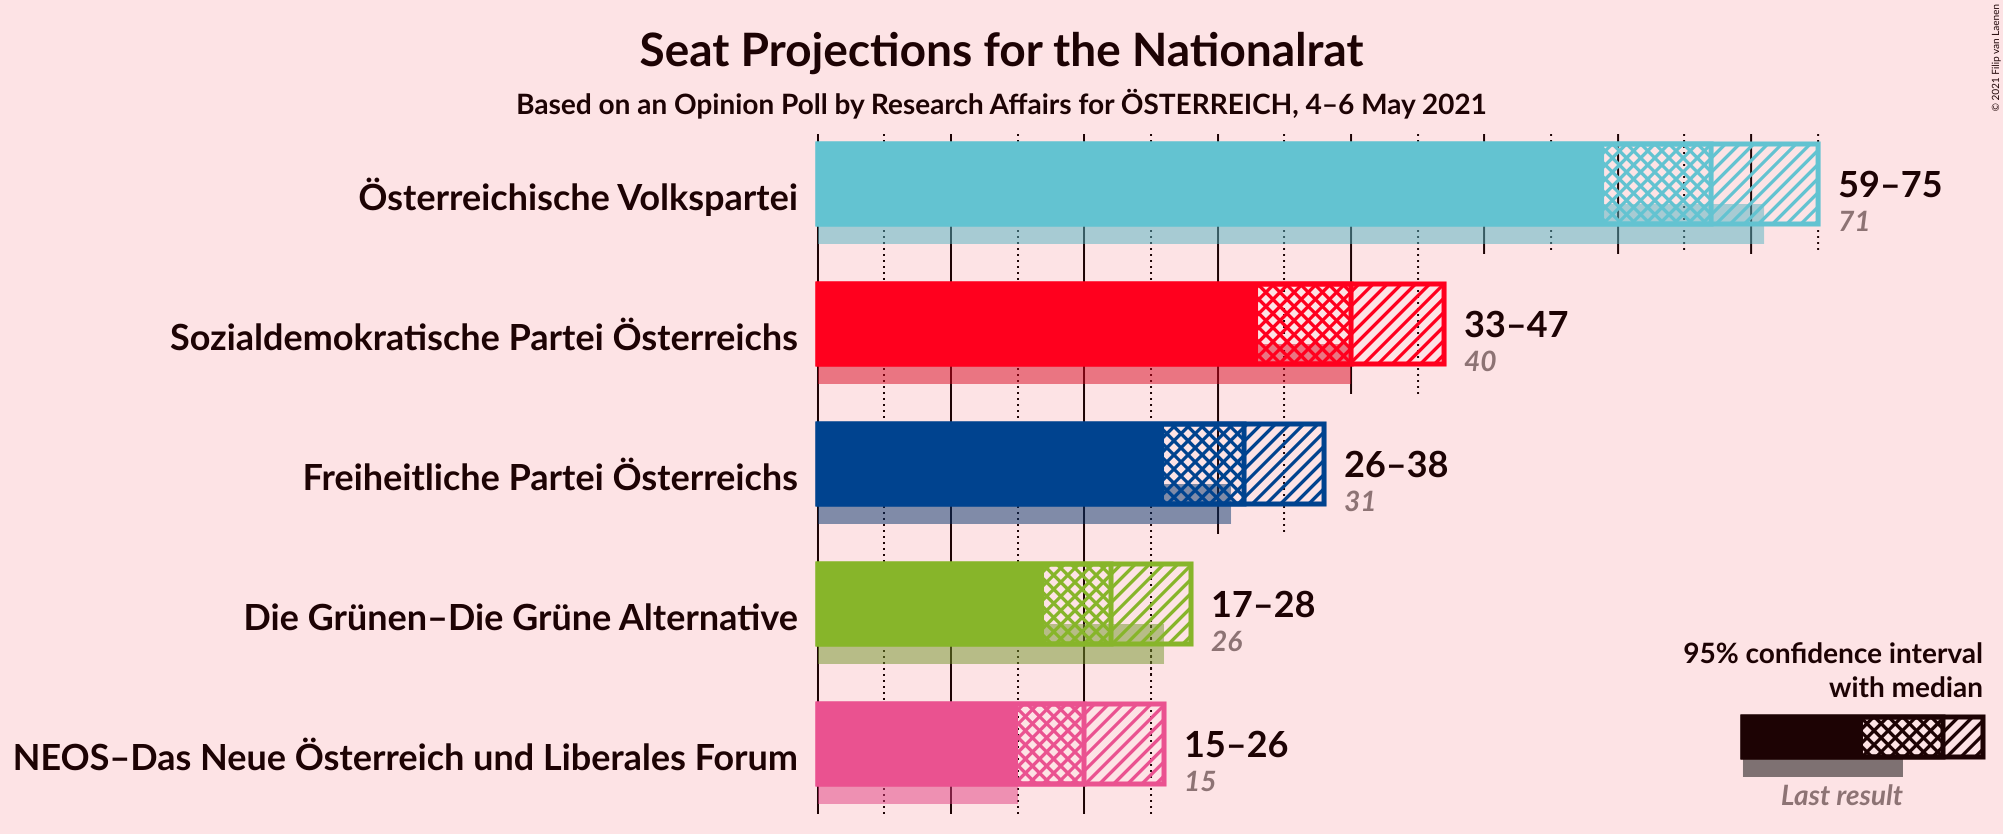 Seat Projections for the Nationalrat
Based on an Opinion Poll by Research Affairs for ÖSTERREICH, 4–6 May 2021
© 2021 Filip van Laenen
Österreichische Volkspartei
59–75
71
Sozialdemokratische Partei Österreichs
33–47
40
Freiheitliche Partei Österreichs
26–38
31
Die Grünen–Die Grüne Alternative
17–28
26
NEOS–Das Neue Österreich und Liberales Forum
15–26
15
95% confidence interval
with median
Last result